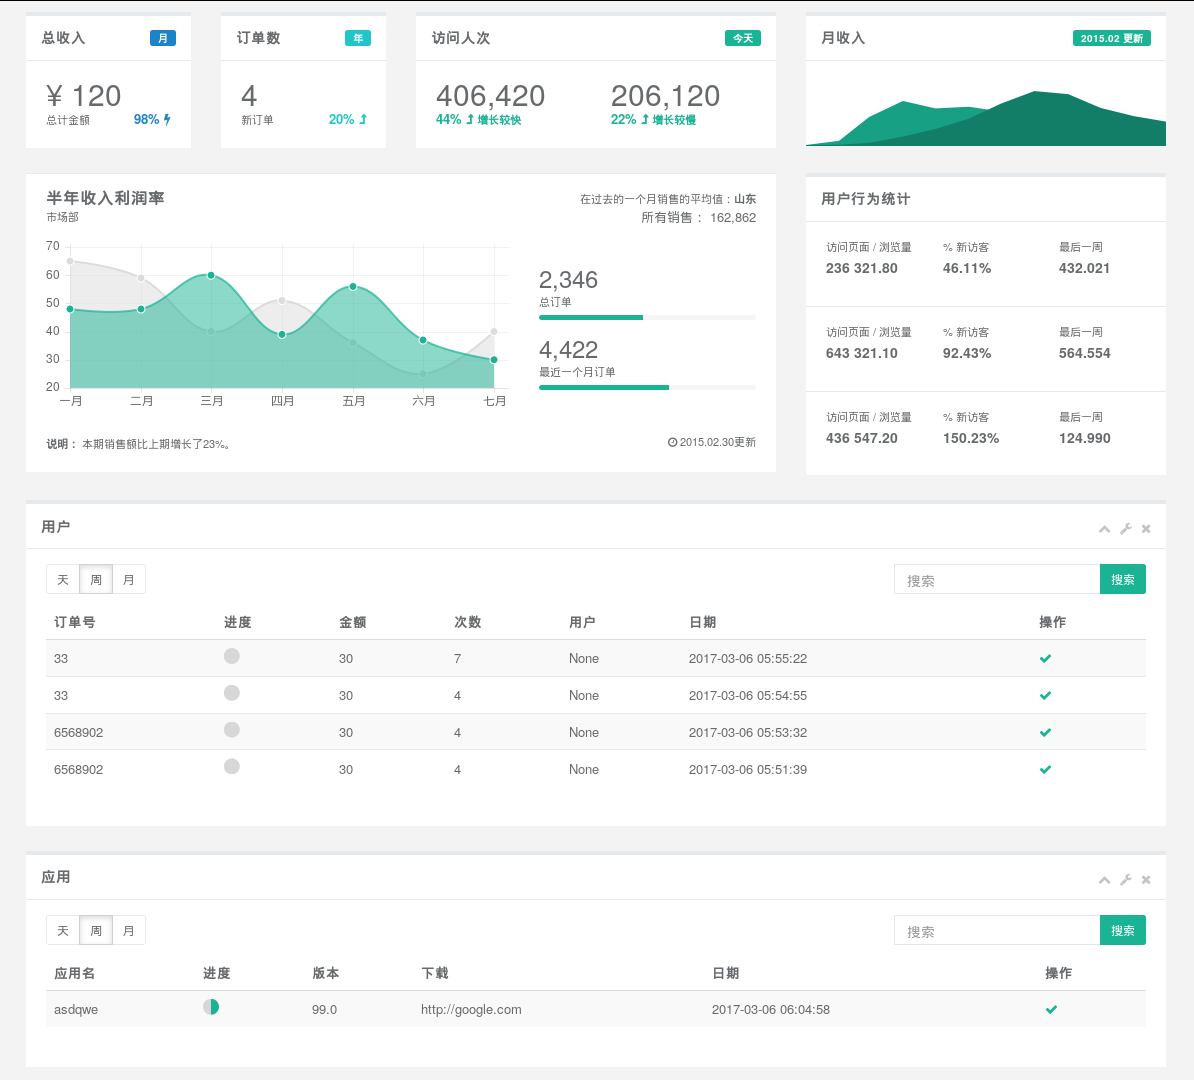 总收入 月
¥ 120
总计金额 98%
订单数 年
4
新订单 20%
访问人次 今天
406,420 206,120
44% 增长较快 22% 增长较慢
月收入 2015.02 更新
半年收入利润率
市场部
在过去的一个月销售的平均值：山东
所有销售： 162,862
70
60
50
40
30
20
一月 二月 三月 四月 五月 六月 七月
2,346
总订单
4,422
最近一个月订单
说明： 本期销售额比上期增长了23%。
2015.02.30更新
用户行为统计
访问页面 / 浏览量 % 新访客 最后一周
236 321.80 46.11% 432.021
访问页面 / 浏览量 % 新访客 最后一周
643 321.10 92.43% 564.554
访问页面 / 浏览量 % 新访客 最后一周
436 547.20 150.23% 124.990
用户
天 周 月 搜索 搜索
订单号 进度 金额 次数 用户 日期 操作
33 30 7 None 2017-03-06 05:55:22
33 30 4 None 2017-03-06 05:54:55
6568902 30 4 None 2017-03-06 05:53:32
6568902 30 4 None 2017-03-06 05:51:39
应用
天 周 月 搜索 搜索
应用名 进度 版本 下载 日期 操作
asdqwe 99.0 http://google.com 2017-03-06 06:04:58